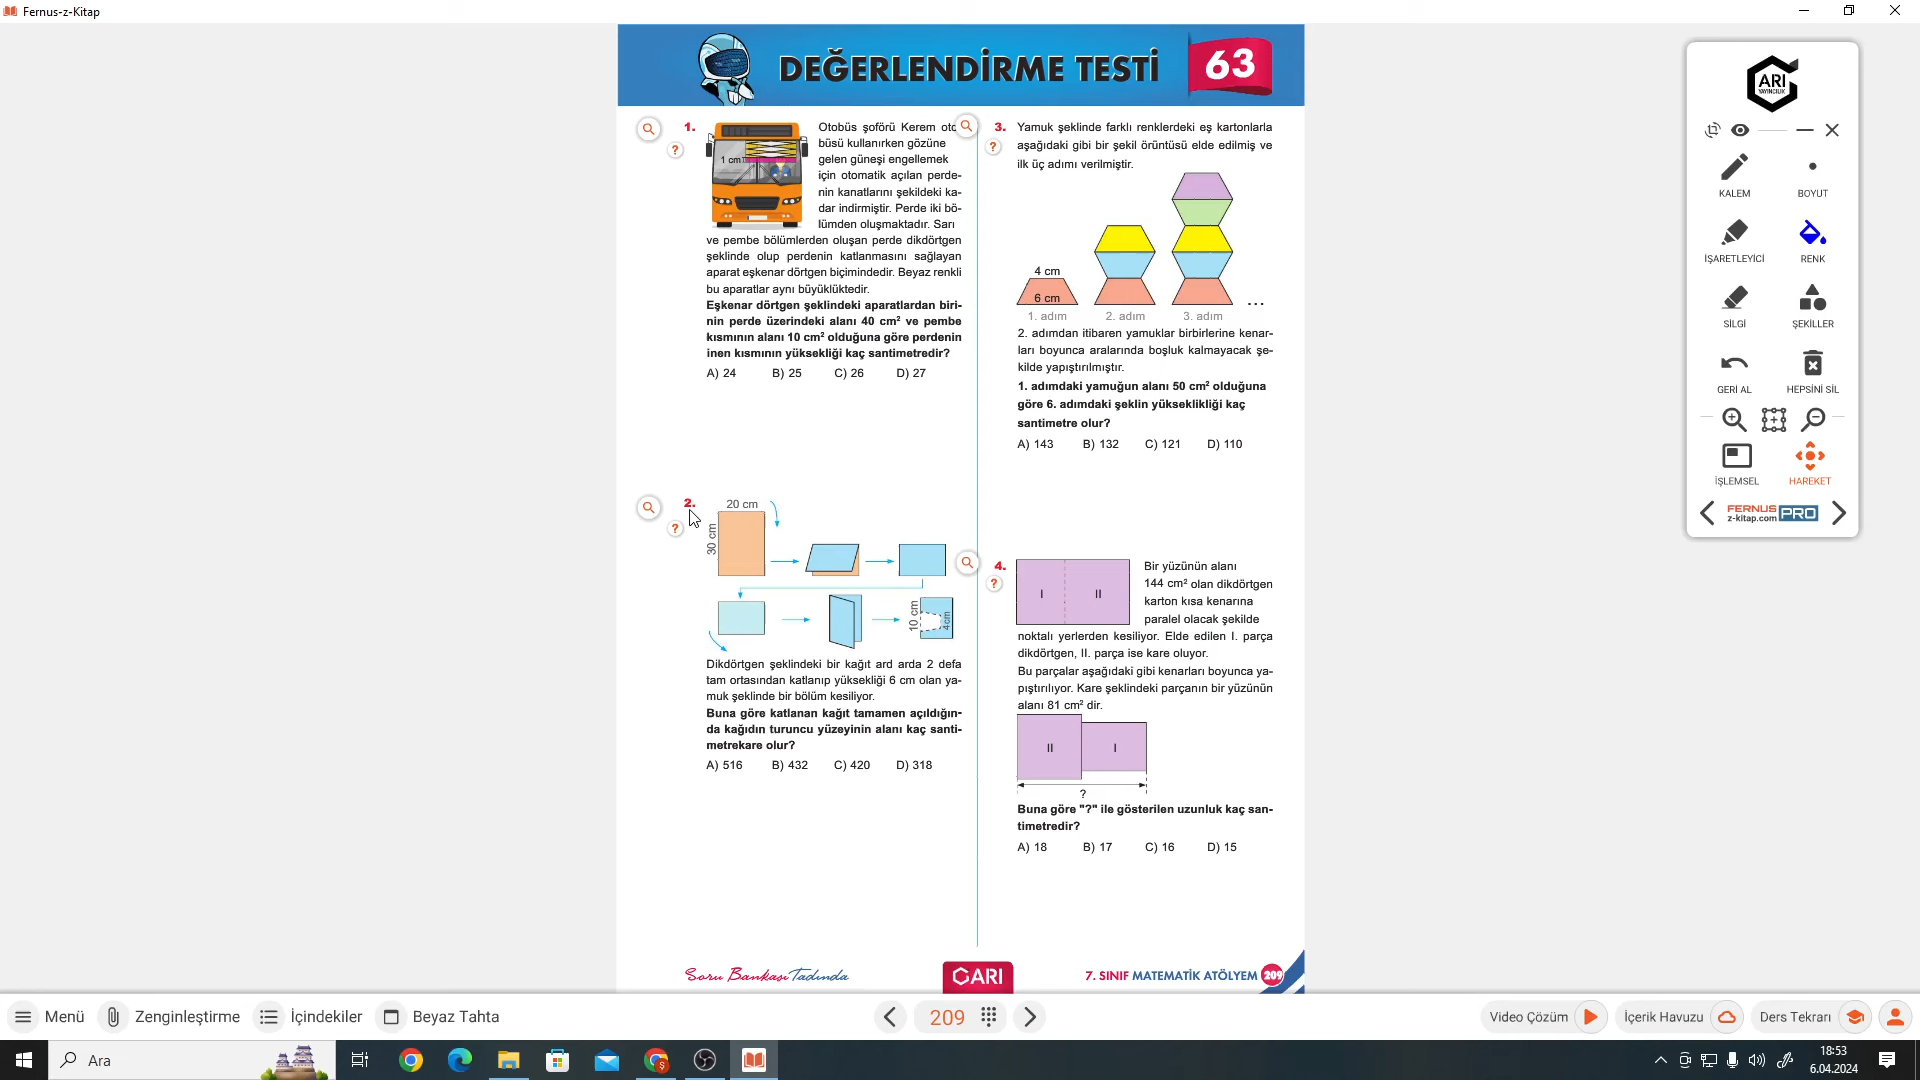 Fernus-z-Kitap
DEĞERLENDİRME TESTİ
63
1.
1 cm
Otobüs şoförü Kerem oto
büsü kullanırken gözüne
gelen güneşi engellemek
için otomatik açılan perde-
nin kanatlarını şekildeki ka-
dar indirmiştir. Perde iki bö-
lümden oluşmaktadır. Sarı
ve pembe bölümlerden oluşan perde dikdörtgen
şeklinde olup perdenin katlanmasını sağlayan
aparat eşkenar dörtgen biçimindedir. Beyaz renkli
bu aparatlar aynı büyüklüktedir.
Eşkenar dörtgen şeklindeki aparatlardan biri-
nin perde üzerindeki alanı 40 cm² ve pembe
kısmının alanı 10 cm² olduğuna göre perdenin
inen kısmının yüksekliği kaç santimetredir?
A) 24 B) 25 C) 26 D) 27
2.
20 cm
30 cm
10 cm
4cm
Dikdörtgen şeklindeki bir kağıt ard arda 2 defa
tam ortasından katlanıp yüksekliği 6 cm olan ya-
muk şeklinde bir bölüm kesiliyor.
Buna göre katlanan kağıt tamamen açıldığın-
da kağıdın turuncu yüzeyinin alanı kaç santi-
metrekare olur?
A) 516 B) 432 C) 420 D) 318
3. Yamuk şeklinde farklı renklerdeki eş kartonlarla
aşağıdaki gibi bir şekil örüntüsü elde edilmiş ve
ilk üç adımı verilmiştir.
4 cm
6 cm
...
1. adım 2. adım 3. adım
2. adımdan itibaren yamuklar birbirlerine kenar-
ları boyunca aralarında boşluk kalmayacak şe-
kilde yapıştırılmıştır.
1. adımdaki yamuğun alanı 50 cm² olduğuna
göre 6. adımdaki şeklin yükseklikliği kaç
santimetre olur?
A) 143 B) 132 C) 121 D) 110
4.
I II
Bir yüzünün alanı
144 cm² olan dikdörtgen
karton kısa kenarına
paralel olacak şekilde
noktalı yerlerden kesiliyor. Elde edilen I. parça
dikdörtgen, II. parça ise kare oluyor.
Bu parçalar aşağıdaki gibi kenarları boyunca ya-
pıştırılıyor. Kare şeklindeki parçanın bir yüzünün
alanı 81 cm² dir.
II I
?
Buna göre "?" ile gösterilen uzunluk kaç san-
timetredir?
A) 18 B) 17 C) 16 D) 15
Soru Bankası Tadında
ARI
7. SINIF MATEMATİK ATÖLYEM 209
ARI
YAYINCILIK
KALEM BOYUT
İŞARETLEYİCİ RENK
SİLGİ ŞEKİLLER
GERİ AL HEPSİNİ SİL
İŞLEMSEL HAREKET
FERNUS
z-kitap.com PRO
Menü Zenginleştirme İçindekiler Beyaz Tahta 209 Video Çözüm İçerik Havuzu Ders Tekrarı
Ara
18:53
6.04.2024